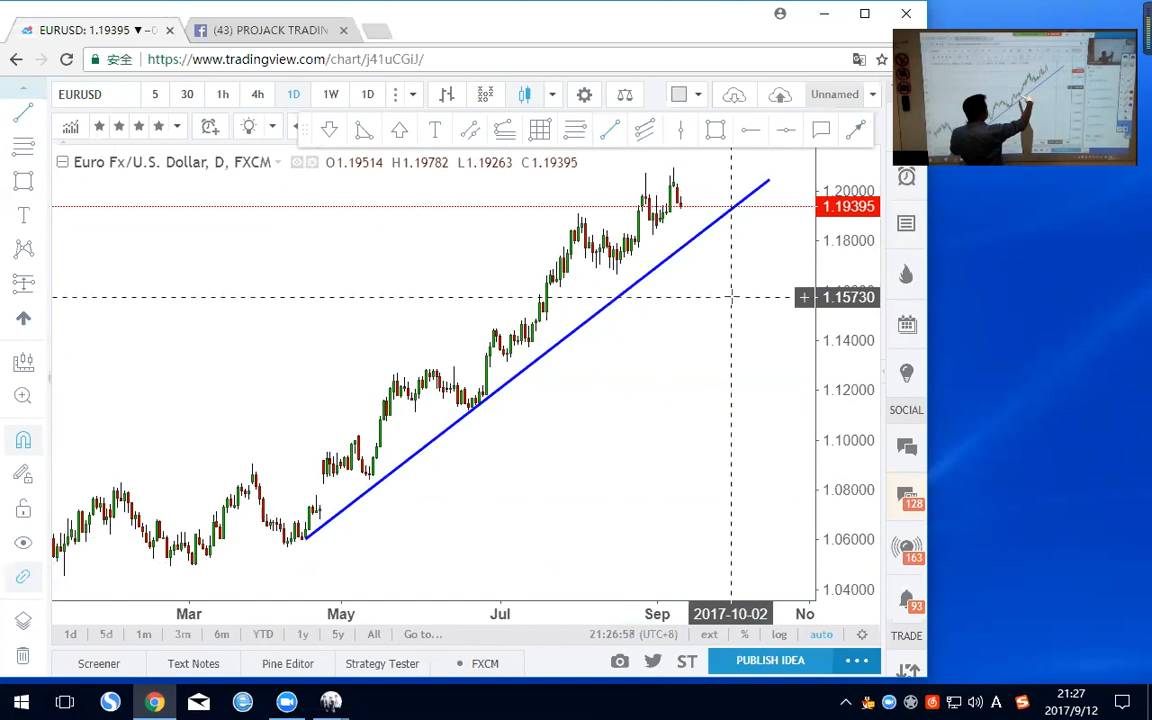 EURUSD: 1.19395 ▼
(43) PROJACK TRADIN
安全
https://www.tradingview.com/chart/j41uCGiJ/
EURUSD 5 30 1h 4h 1D 1W 1D Unnamed
T
Euro Fx/U.S. Dollar, D, FXCM O1.19514 H1.19782 L1.19263 C1.19395
T
1.20000
1.19395
1.18000
1.15730
1.14000
1.12000
1.10000
1.08000
1.06000
1.04000
Mar May Jul Sep 2017-10-02 No
1d 5d 1m 3m 6m YTD 1y 5y All Go to... 21:26:58 (UTC+8) ext % log auto
Screener Text Notes Pine Editor Strategy Tester FXCM ST PUBLISH IDEA
SOCIAL
128
163
93
TRADE
A
21:27
2017/9/12